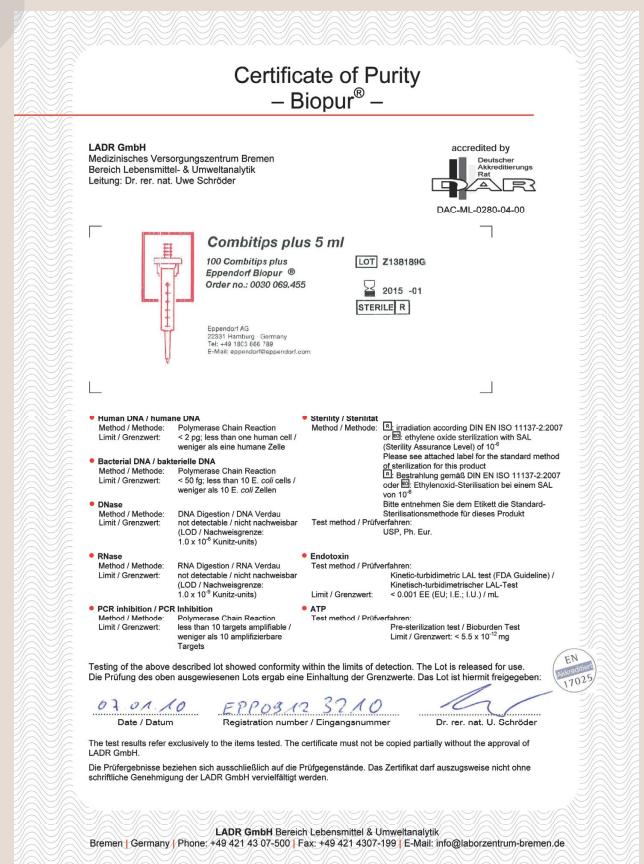 Certificate of Purity
– Biopur® –
LADR GmbH
Medizinisches Versorgungszentrum Bremen
Bereich Lebensmittel- & Umweltanalytik
Leitung: Dr. rer. nat. Uwe Schröder
accredited by
Deutscher
Akkreditierungs
Rat
DAR
DAC-ML-0280-04-00
Combitips plus 5 ml
100 Combitips plus
Eppendorf Biopur ®
Order no.: 0030 069.455
LOT Z138189G
2015 -01
STERILE R
Eppendorf AG
22331 Hamburg · Germany
Tel: +49 1803 666 789
E-Mail: eppendorf@eppendorf.com
Human DNA / humane DNA
Method / Methode: Polymerase Chain Reaction
Limit / Grenzwert: < 2 pg; less than one human cell /
weniger als eine humane Zelle
Bacterial DNA / bakterielle DNA
Method / Methode: Polymerase Chain Reaction
Limit / Grenzwert: < 50 fg; less than 10 E. coli cells /
weniger als 10 E. coli Zellen
DNase
Method / Methode: DNA Digestion / DNA Verdau
Limit / Grenzwert: not detectable / nicht nachweisbar
(LOD / Nachweisgrenze:
1.0 x 10⁻⁶ Kunitz-units)
RNase
Method / Methode: RNA Digestion / RNA Verdau
Limit / Grenzwert: not detectable / nicht nachweisbar
(LOD / Nachweisgrenze:
1.0 x 10⁻⁹ Kunitz-units)
PCR inhibition / PCR Inhibition
Method / Methode: Polymerase Chain Reaction
Limit / Grenzwert: less than 10 targets amplifiable /
weniger als 10 amplifizierbare
Targets
Sterility / Sterilität
Method / Methode: R: irradiation according DIN EN ISO 11137-2:2007
or EO: ethylene oxide sterilization with SAL
(Sterility Assurance Level) of 10⁻⁶
Please see attached label for the standard method
of sterilization for this product
R: Bestrahlung gemäß DIN EN ISO 11137-2:2007
oder EO: Ethylenoxid-Sterilisation bei einem SAL
von 10⁻⁶
Bitte entnehmen Sie dem Etikett die Standard-
Sterilisationsmethode für dieses Produkt
Test method / Prüfverfahren:
USP, Ph. Eur.
Endotoxin
Test method / Prüfverfahren:
Kinetic-turbidimetric LAL test (FDA Guideline) /
Kinetisch-turbidimetrischer LAL-Test
Limit / Grenzwert: < 0.001 EE (EU; I.E.; I.U.) / mL
ATP
Test method / Prüfverfahren:
Pre-sterilization test / Bioburden Test
Limit / Grenzwert: < 5.5 x 10⁻¹² mg
Testing of the above described lot showed conformity within the limits of detection. The Lot is released for use.
Die Prüfung des oben ausgewiesenen Lots ergab eine Einhaltung der Grenzwerte. Das Lot ist hiermit freigegeben:
EN
Akkreditiert
17025
07.01.10
EPP0912 3210
Date / Datum
Registration number / Eingangsnummer
Dr. rer. nat. U. Schröder
The test results refer exclusively to the items tested. The certificate must not be copied partially without the approval of
LADR GmbH.
Die Prüfergebnisse beziehen sich ausschließlich auf die Prüfgegenstände. Das Zertifikat darf auszugsweise nicht ohne
schriftliche Genehmigung der LADR GmbH vervielfältigt werden.
LADR GmbH Bereich Lebensmittel & Umweltanalytik
Bremen | Germany | Phone: +49 421 43 07-500 | Fax: +49 421 4307-199 | E-Mail: info@laborzentrum-bremen.de